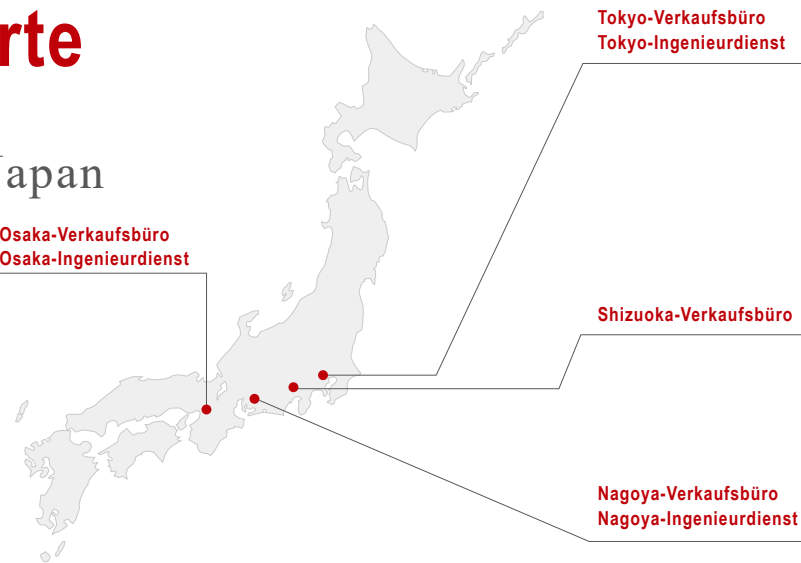 rte
Japan
Tokyo-Verkaufsbüro
Tokyo-Ingenieurdienst
Osaka-Verkaufsbüro
Osaka-Ingenieurdienst
Shizuoka-Verkaufsbüro
Nagoya-Verkaufsbüro
Nagoya-Ingenieurdienst